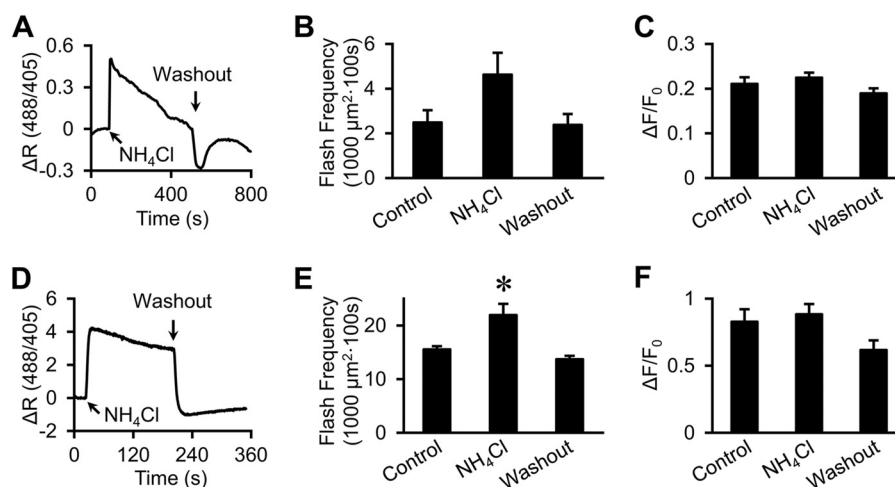 A
ΔR (488/405)
0.6
0.3
0
-0.3
Washout
NH₄Cl
0 400 800
Time (s)
B
Flash Frequency
(1000 μm²·100s)
6
4
2
0
Control
NH₄Cl
Washout
C
ΔF/F₀
0.3
0.2
0.1
0
Control
NH₄Cl
Washout
D
ΔR (488/405)
6
4
2
0
-2
Washout
NH₄Cl
0 120 240 360
Time (s)
E
Flash Frequency
(1000 μm²·100s)
20
10
0
*
Control
NH₄Cl
Washout
F
ΔF/F₀
1
0.5
0
Control
NH₄Cl
Washout